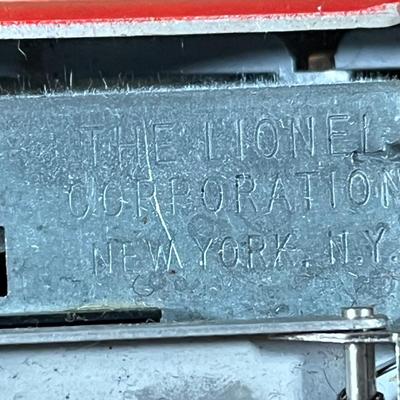 THE LIONEL
CORPORATION
NEW YORK, N.Y.